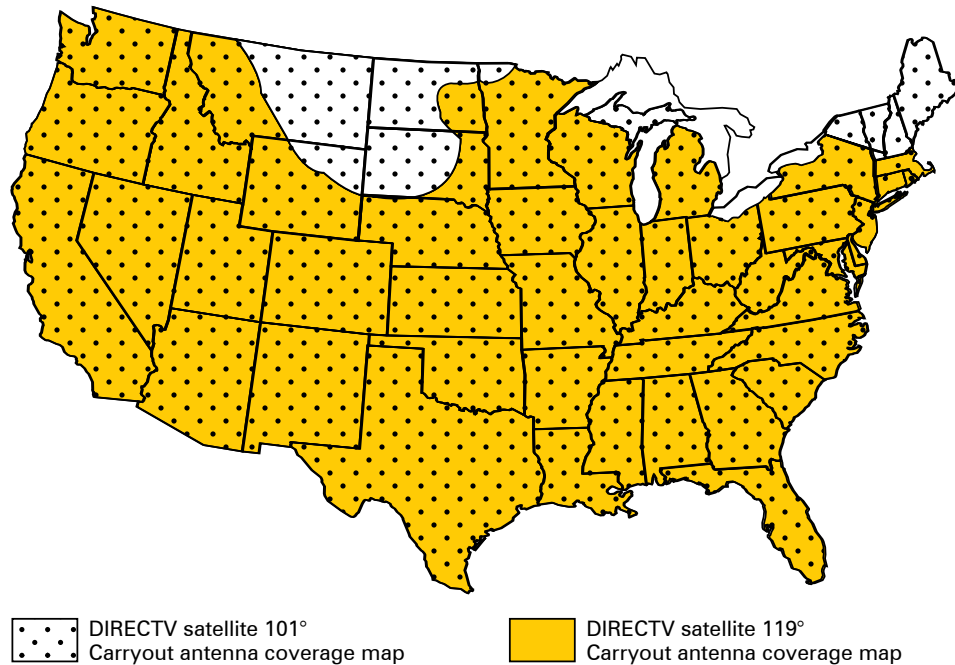 DIRECTV satellite 101°
Carryout antenna coverage map
DIRECTV satellite 119°
Carryout antenna coverage map